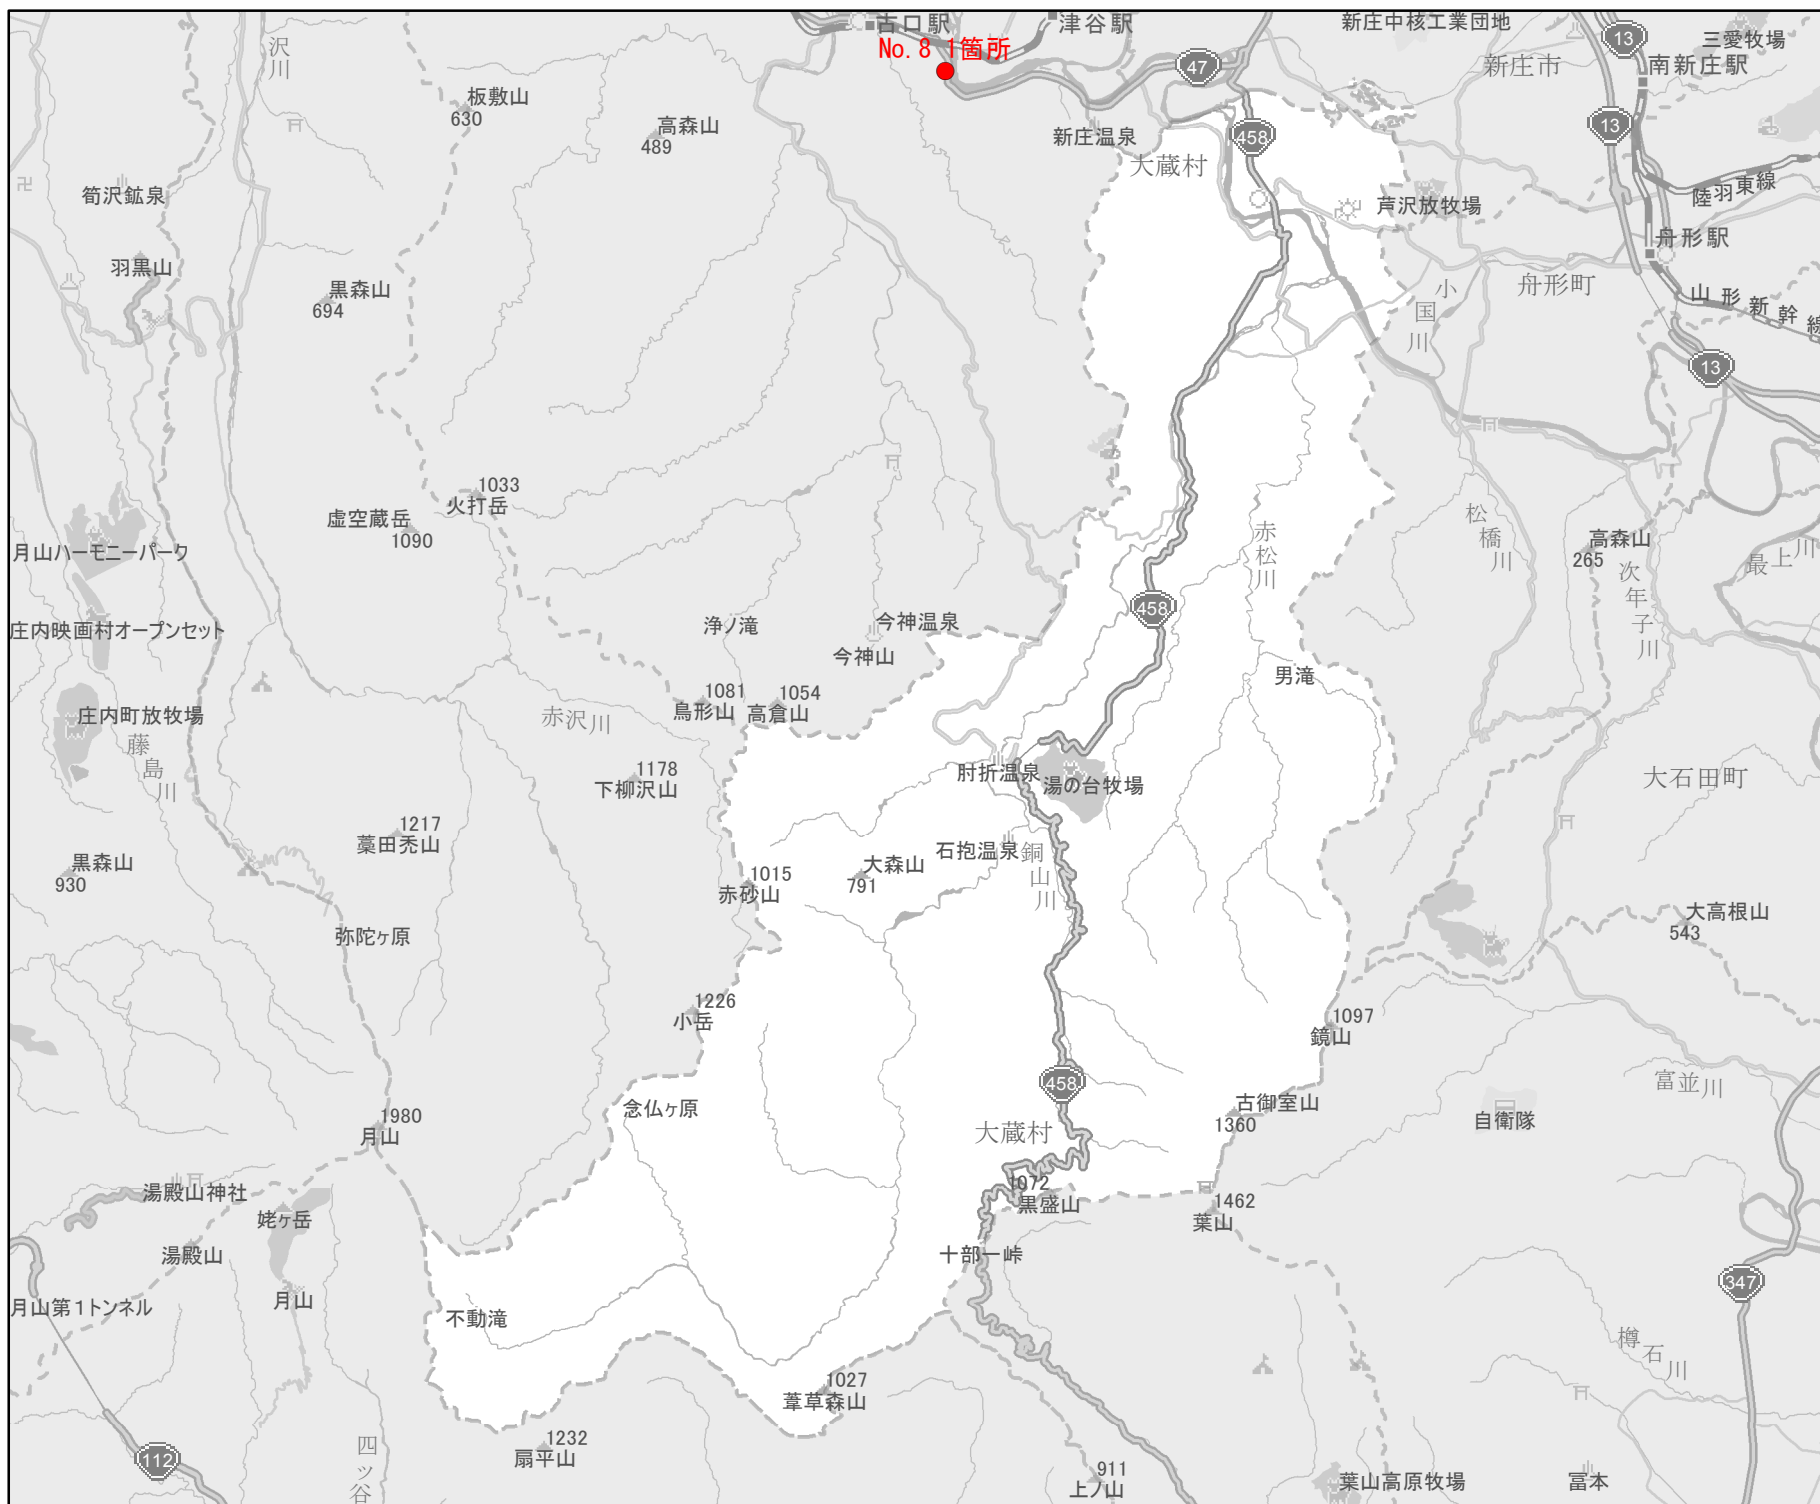 古口駅
津谷駅
新庄中核工業団地
13
三愛牧場
沢川
No.8 1箇所
47
新庄市
南新庄駅
板敷山
630
高森山
489
新庄温泉
458
13
大蔵村
筍沢鉱泉
芦沢放牧場
陸羽東線
舟形駅
羽黒山
黒森山
694
小国川
舟形町
山形新幹線
13
1033
火打岳
虚空蔵岳
1090
月山ハーモニーパーク
赤松川
松橋川
高森山
265
次年子川
最上川
庄内映画村オープンセット
浄ノ滝
今神温泉
今神山
458
男滝
1081
鳥形山
1054
高倉山
庄内町放牧場
藤島川
赤沢川
1178
下柳沢山
肘折温泉
湯の台牧場
大石田町
1217
藁田禿山
黒森山
930
石抱温泉
銅山川
大森山
791
1015
赤砂山
大高根山
543
弥陀ヶ原
1226
小岳
1097
鏡山
458
富並川
念仏ヶ原
古御室山
1360
自衛隊
1980
月山
大蔵村
湯殿山神社
1072
黒盛山
1462
葉山
姥ヶ岳
湯殿山
十部一峠
月山第1トンネル
月山
不動滝
347
樽石川
1027
葦草森山
四ッ谷
112
1232
扇平山
911
上ノ山
葉山高原牧場
冨本